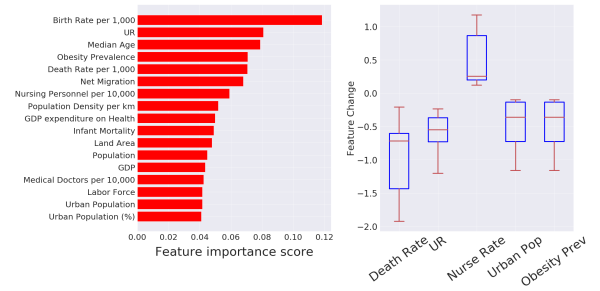 Birth Rate per 1,000
UR
Median Age
Obesity Prevalence
Death Rate per 1,000
Net Migration
Nursing Personnel per 10,000
Population Density per km
GDP expenditure on Health
Infant Mortality
Land Area
Population
GDP
Medical Doctors per 10,000
Labor Force
Urban Population
Urban Population (%)
0.00 0.02 0.04 0.06 0.08 0.10 0.12
Feature importance score
Feature Change
1.0
0.5
0.0
−0.5
−1.0
−1.5
−2.0
Death Rate
UR
Nurse Rate
Urban Pop
Obesity Prev